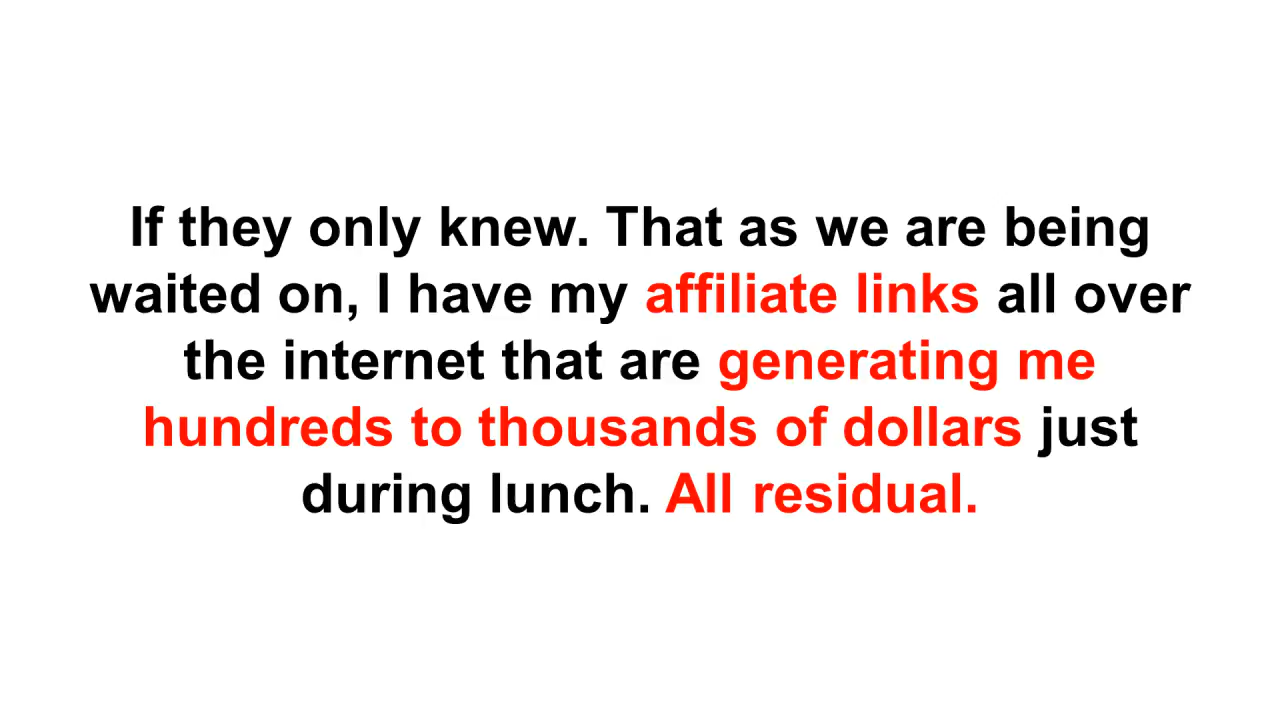 If they only knew. That as we are being
waited on, I have my affiliate links all over
the internet that are generating me
hundreds to thousands of dollars just
during lunch. All residual.